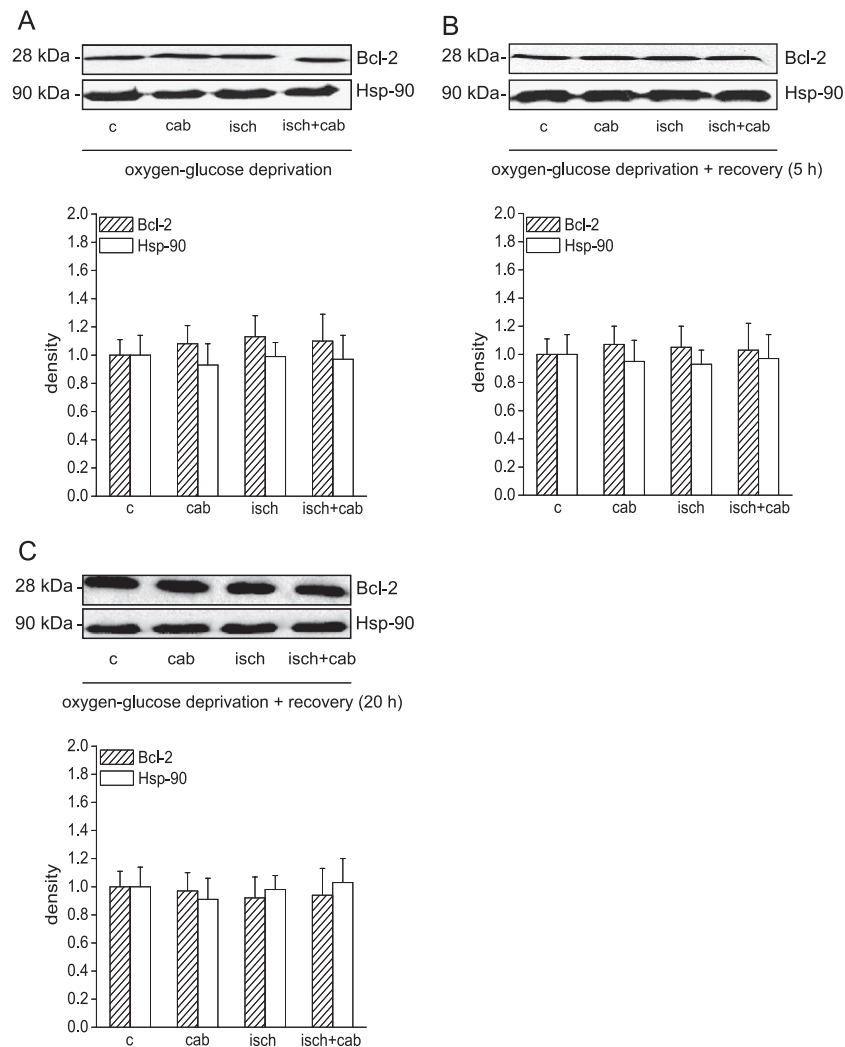 A
28 kDa
Bcl-2
90 kDa
Hsp-90
c cab isch isch+cab
oxygen-glucose deprivation
Bcl-2
Hsp-90
2.0
1.8
1.6
1.4
1.2
1.0
0.8
0.6
0.4
0.2
0.0
density
c cab isch isch+cab
B
28 kDa
Bcl-2
90 kDa
Hsp-90
c cab isch isch+cab
oxygen-glucose deprivation + recovery (5 h)
Bcl-2
Hsp-90
2.0
1.8
1.6
1.4
1.2
1.0
0.8
0.6
0.4
0.2
0.0
density
c cab isch isch+cab
C
28 kDa
Bcl-2
90 kDa
Hsp-90
c cab isch isch+cab
oxygen-glucose deprivation + recovery (20 h)
Bcl-2
Hsp-90
2.0
1.8
1.6
1.4
1.2
1.0
0.8
0.6
0.4
0.2
0.0
density
c cab isch isch+cab